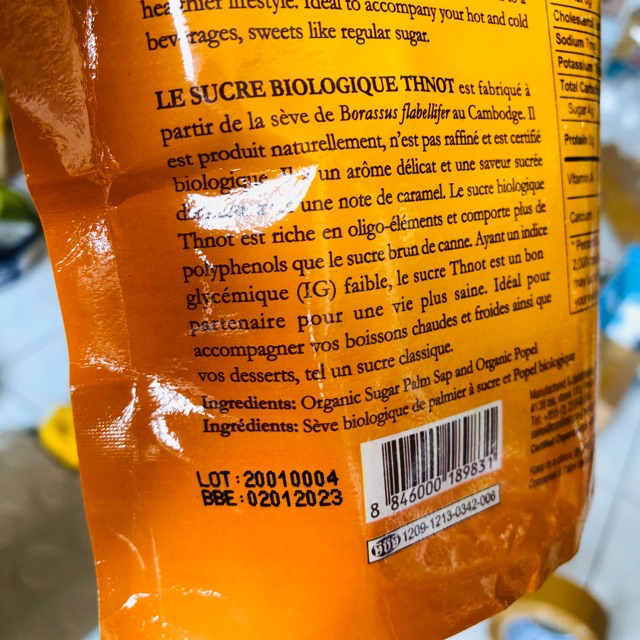 lifestyle. Ideal to accompany your hot and cold
beverages, sweets like regular sugar.
LE SUCRE BIOLOGIQUE THNOT est fabriqué à
partir de la sève de Borassus flabellifer au Cambodge. Il
est produit naturellement, n'est pas raffiné et est certifié
biologique. Il a un arôme délicat et une saveur sucrée
une note de caramel. Le sucre biologique
Thnot est riche en oligo-éléments et comporte plus de
polyphenols que le sucre brun de canne. Ayant un indice
glycémique (IG) faible, le sucre Thnot est un bon
partenaire pour une vie plus saine. Idéal pour
accompagner vos boissons chaudes et froides ainsi que
vos desserts, tel un sucre classique.
Ingredients: Organic Sugar Palm Sap and Organic Popel
Ingrédients: Sève biologique de palmier à sucre et Popel biologique
LOT:20010004
BBE:02012023
8 846000 189831
1209-1213-0342-006
Sodium
Total
Sugar
Protein
Vitamin A
Calcium
Certified Organic